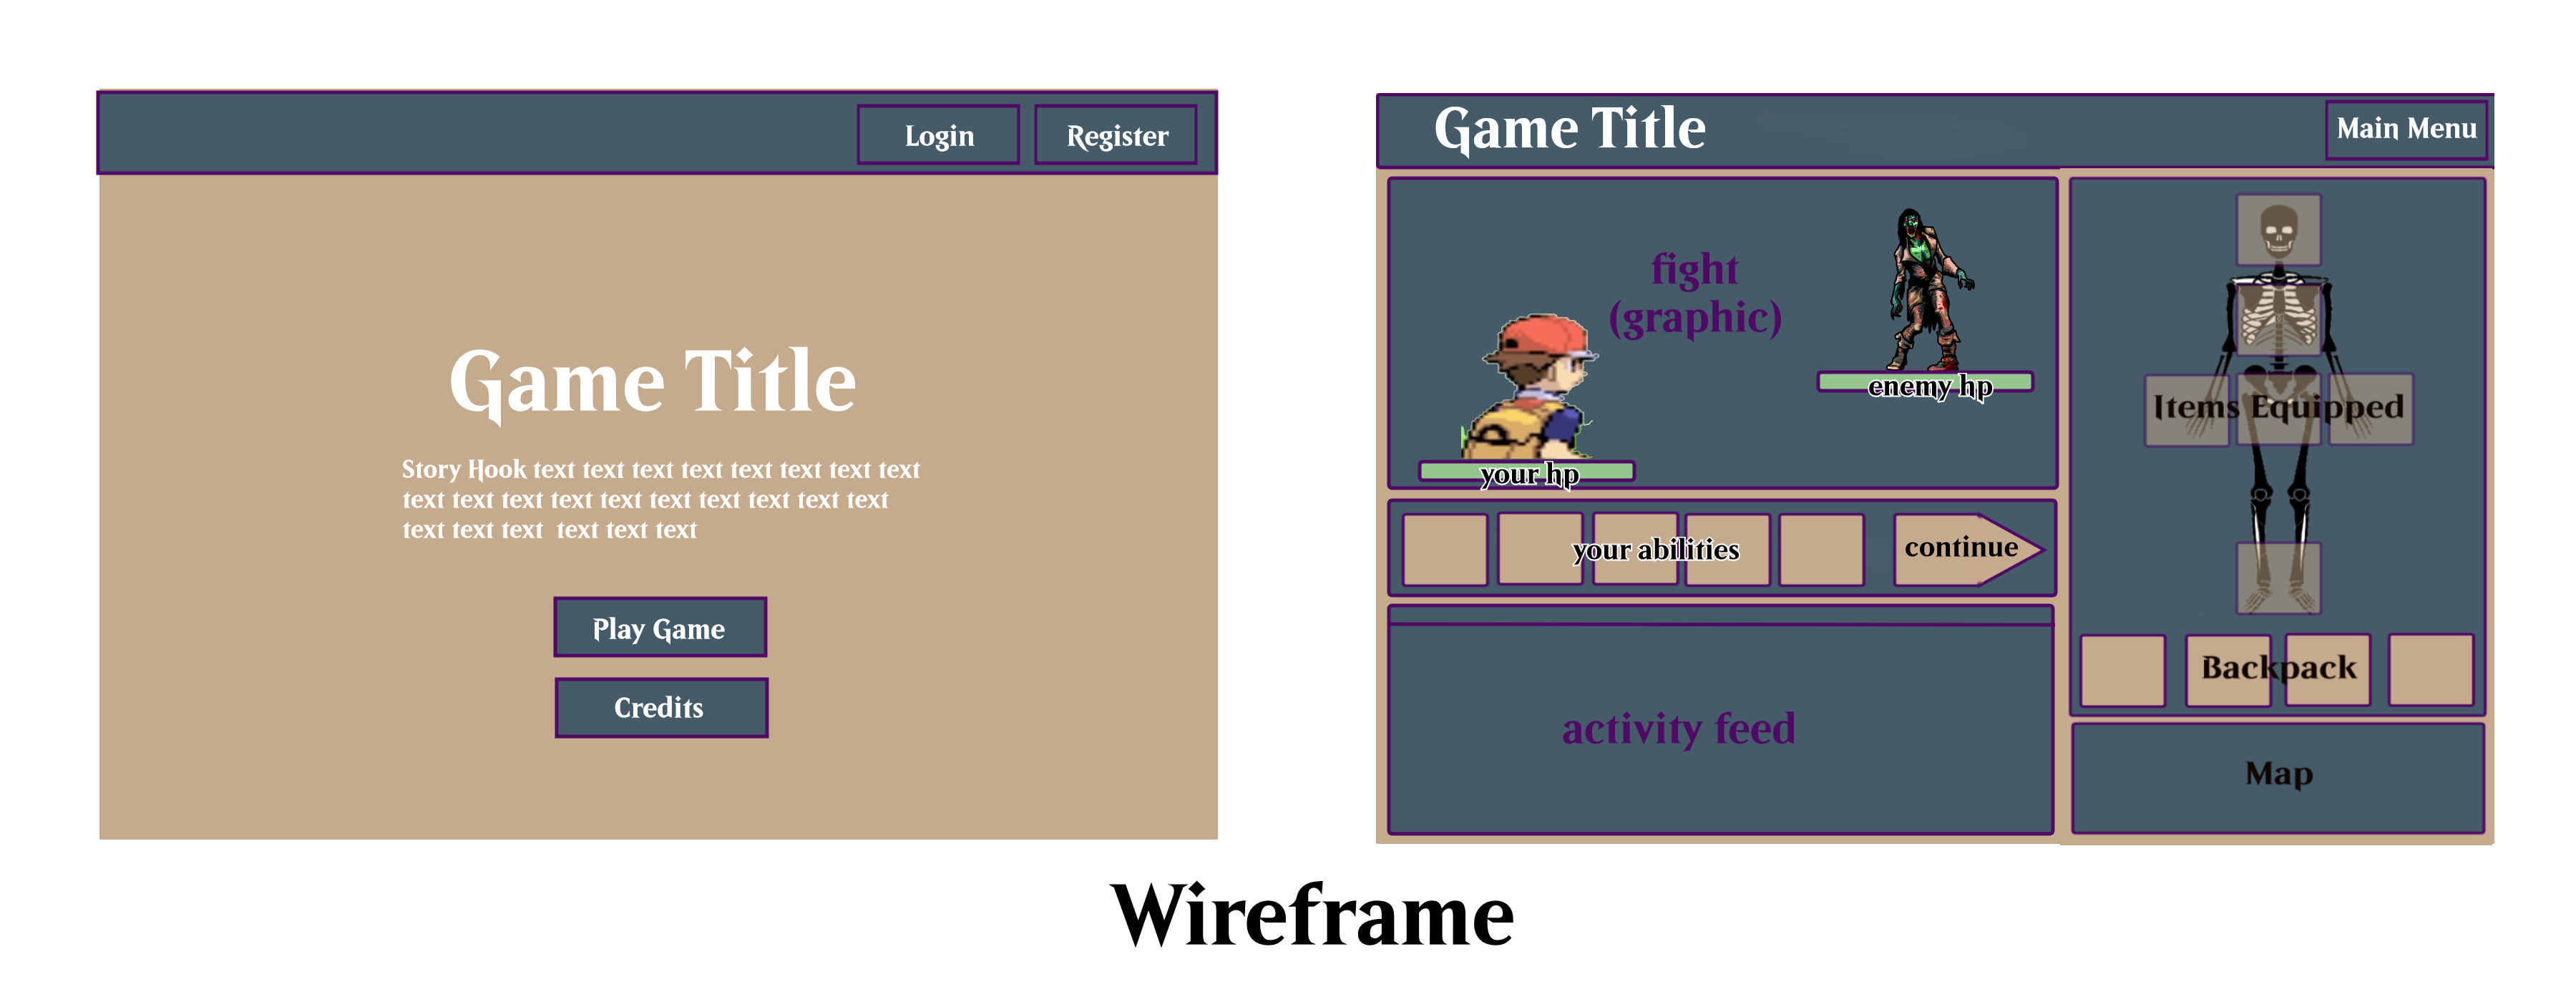 Login
Register
Game Title
Story Hook text text text text text text text text
text text text text text text text text text text
text text text  text text text
Play Game
Credits
Game Title
Main Menu
fight
(graphic)
enemy hp
your hp
your abilities
continue
activity feed
Items Equipped
Backpack
Map
Wireframe